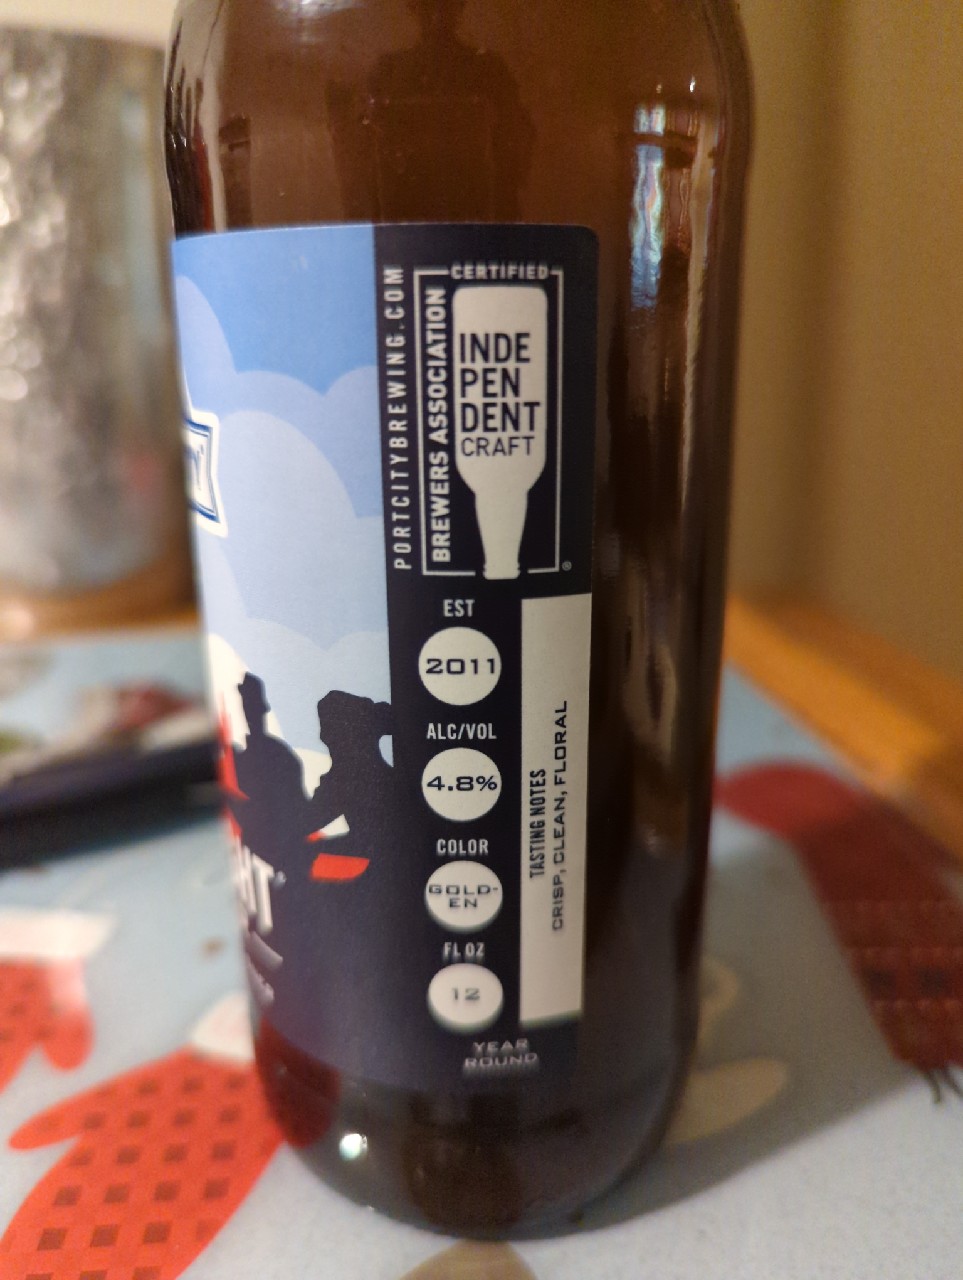 PORTCITYBREWING.COM
BREWERS ASSOCIATION
CERTIFIED
INDE
PEN
DENT
CRAFT
®
EST
2011
ALC/VOL
4.8%
COLOR
GOLD-
EN
FL OZ
12
YEAR
ROUND
TASTING NOTES
CRISP, CLEAN, FLORAL